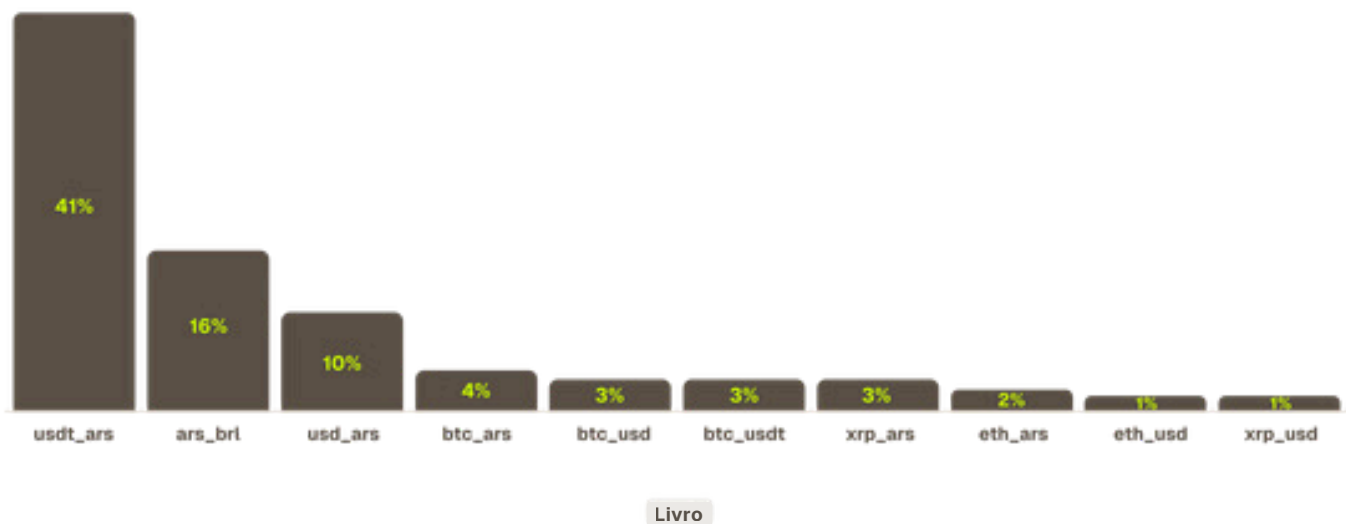 41%
16%
10%
4%
3%
3%
3%
2%
1%
1%
usdt_ars
ars_brl
usd_ars
btc_ars
btc_usd
btc_usdt
xrp_ars
eth_ars
eth_usd
xrp_usd
Livro